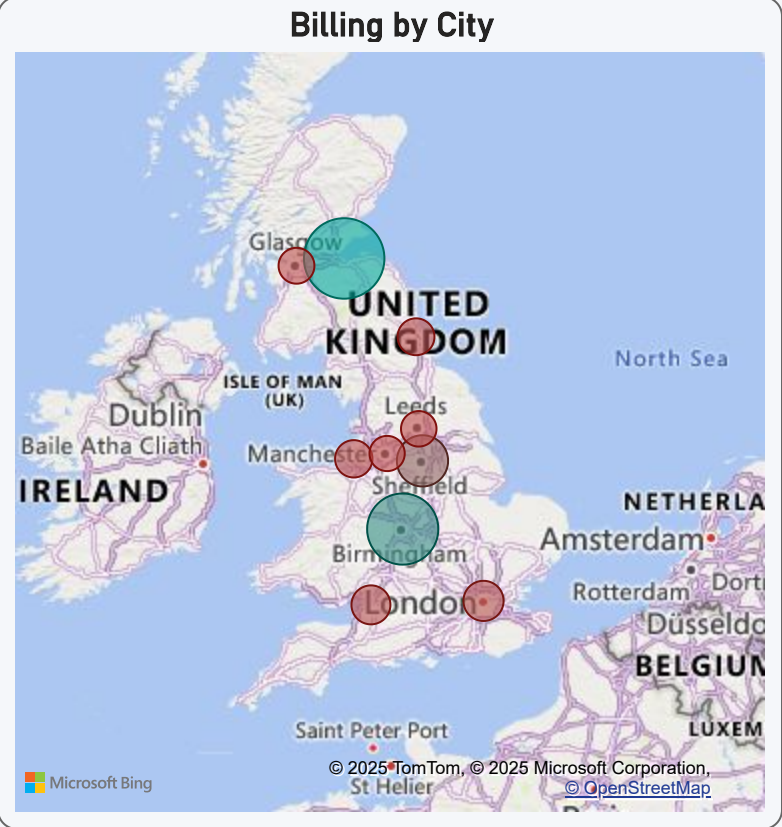 Billing by City
Glasgow
UNITED
KINGDOM
North Sea
ISLE OF MAN
(UK)
Leeds
Dublin
Baile Atha Cliath
Manchester
IRELAND
Sheffield
NETHERLA
Amsterdam
Birmingham
Rotterdam
Dortr
London
Düsseldo
BELGIUM
LUXEM
Saint Peter Port
© 2025 TomTom, © 2025 Microsoft Corporation,
Microsoft Bing
St Helier
© OpenStreetMap